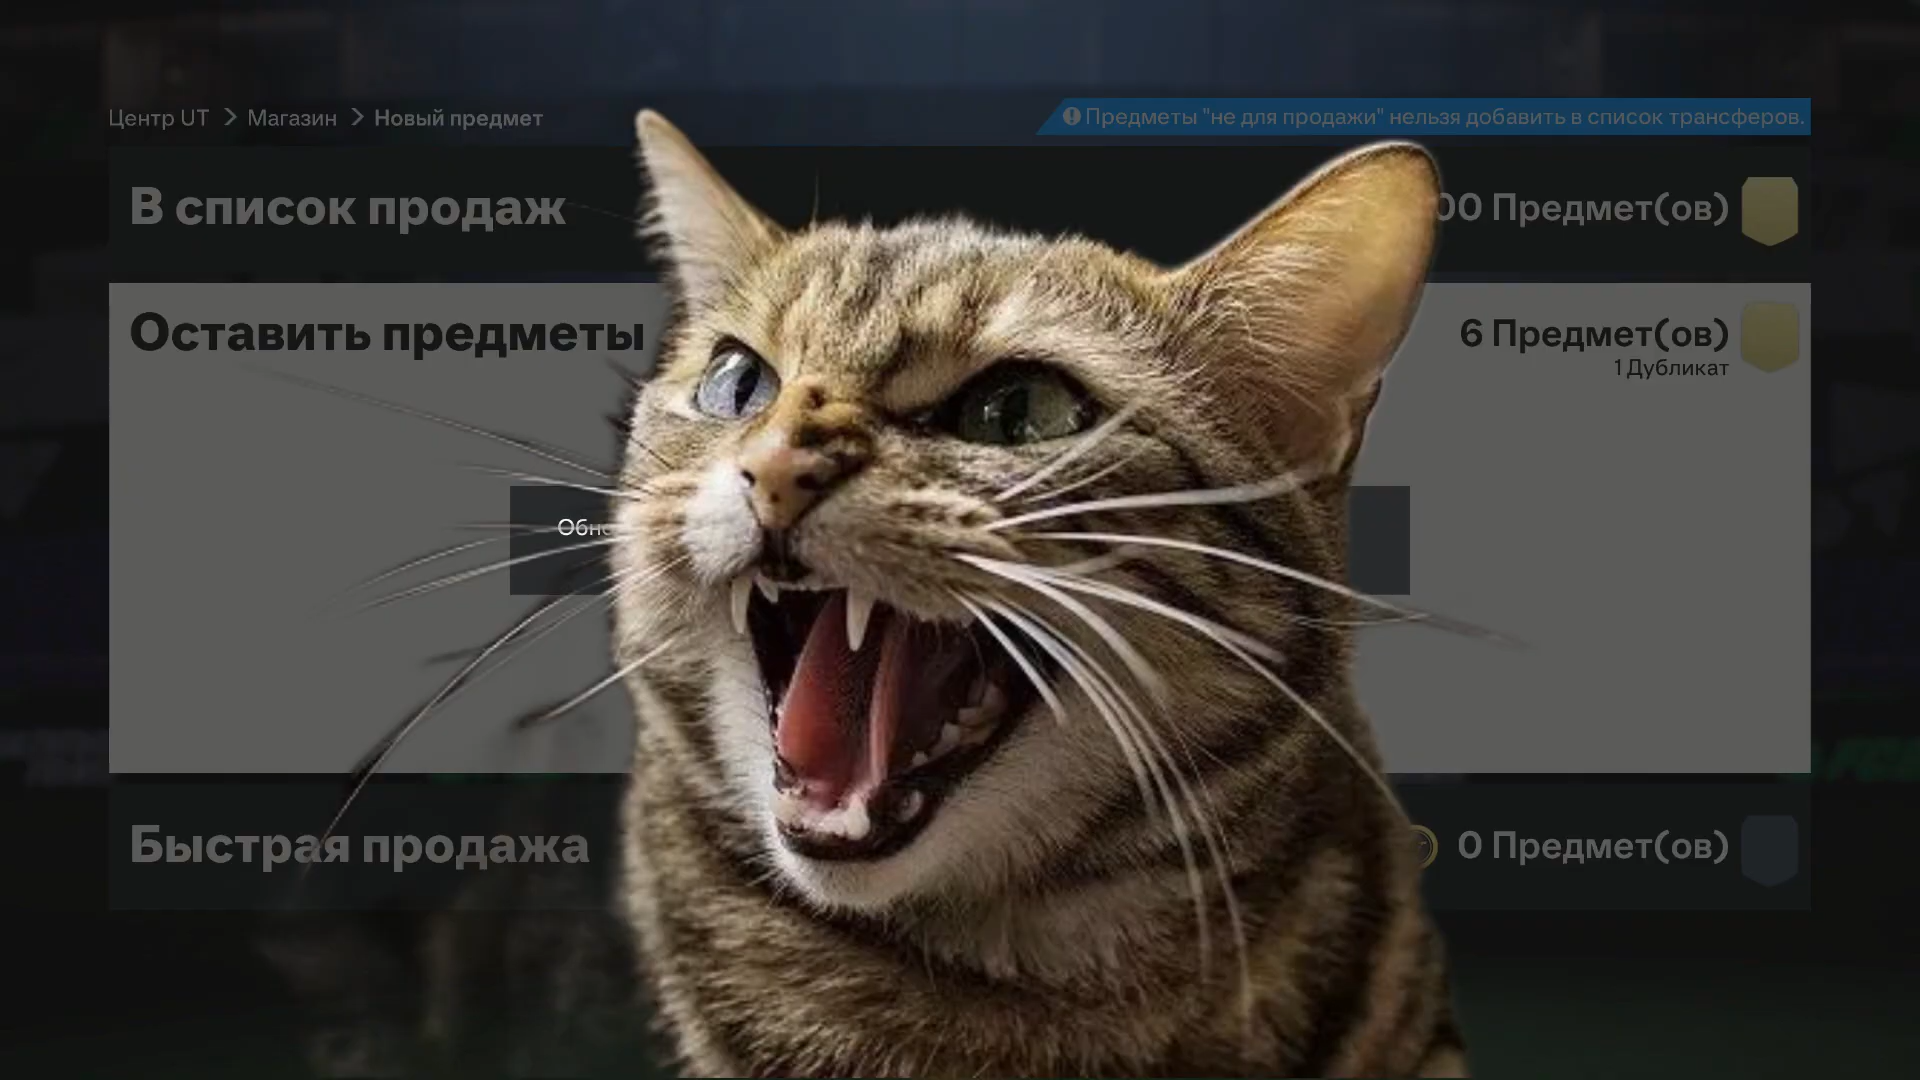 Центр UT > Магазин > Новый предмет
Предметы "не для продажи" нельзя добавить в список трансферов.
В список продаж
00 Предмет(ов)
Оставить предметы
6 Предмет(ов)
1 Дубликат
Быстрая продажа
0 Предмет(ов)